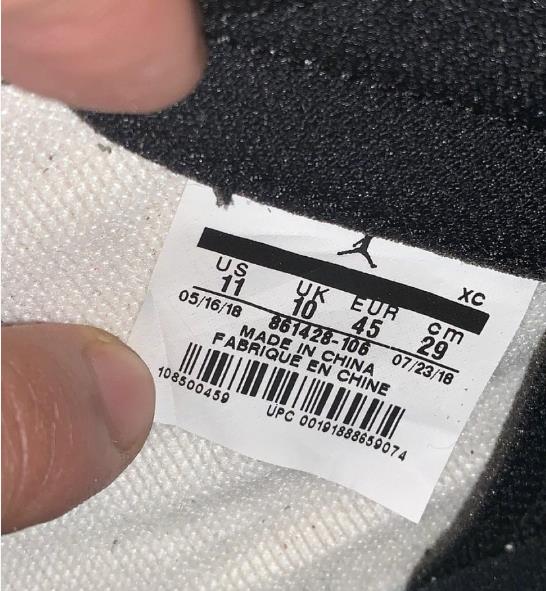 XC
US UK EUR cm
11 10 45 29
05/16/18 861428-106 07/23/18
MADE IN CHINA
FABRIQUE EN CHINE
108500459 UPC 00191888659074